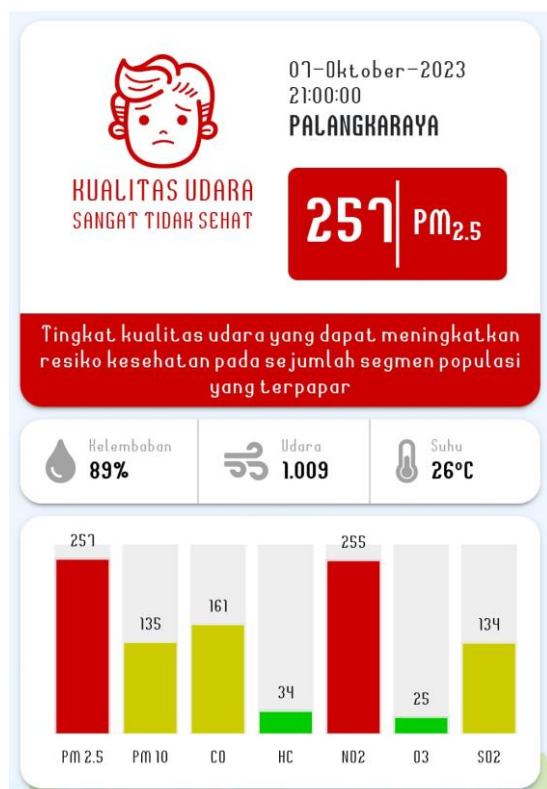 07-Oktober-2023
21:00:00
PALANGKARAYA
KUALITAS UDARA
SANGAT TIDAK SEHAT
257 PM2.5
Tingkat kualitas udara yang dapat meningkatkan
resiko kesehatan pada sejumlah segmen populasi
yang terpapar
Kelembaban
89%
Udara
1.009
Suhu
26°C
257
135
161
34
255
25
134
PM 2.5
PM 10
CO
HC
NO2
O3
SO2